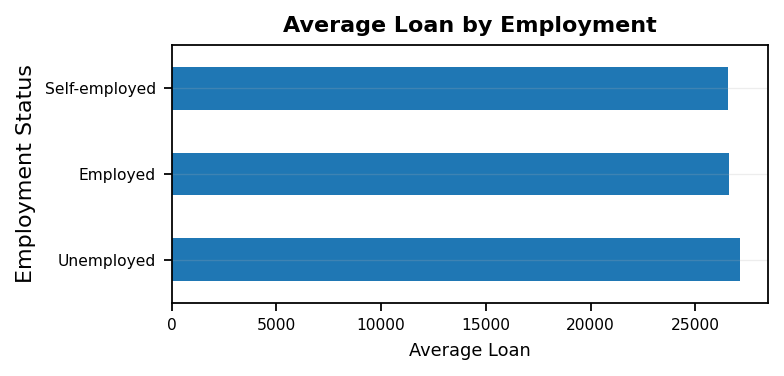 Average Loan by Employment
Employment Status
Self-employed
Employed
Unemployed
0 5000 10000 15000 20000 25000
Average Loan